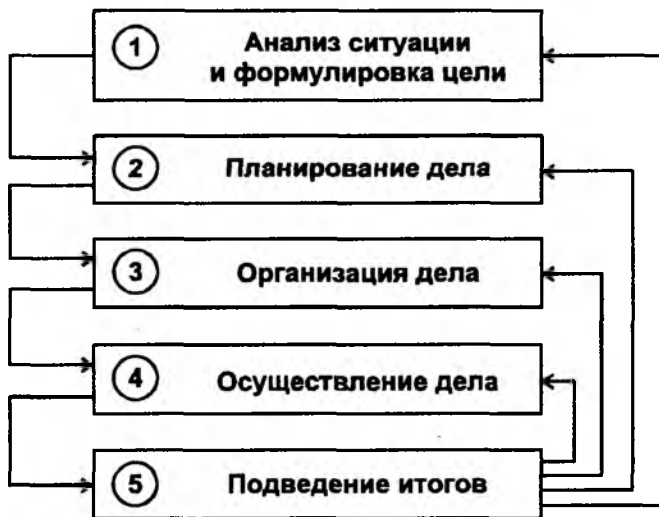 1 Анализ ситуации
и формулировка цели
2 Планирование дела
3 Организация дела
4 Осуществление дела
5 Подведение итогов